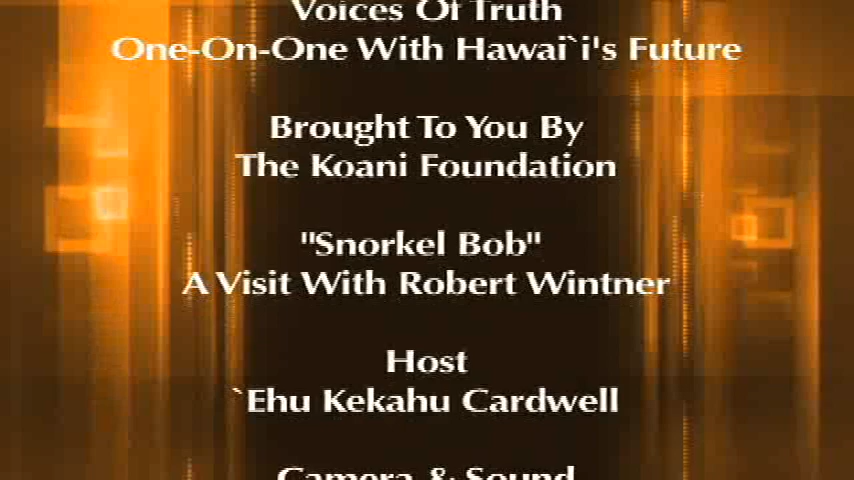 Voices Of Truth
One-On-One With Hawai`i's Future
Brought To You By
The Koani Foundation
"Snorkel Bob"
A Visit With Robert Wintner
Host
`Ehu Kekahu Cardwell
Camera & Sound